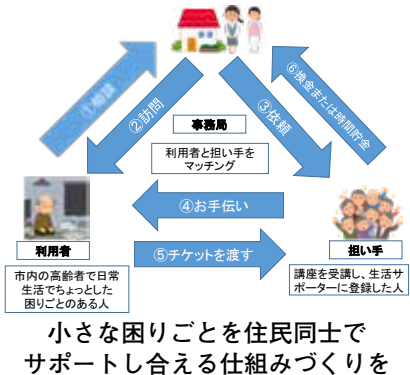 ①相談
②訪問
③依頼
⑥換金または時間貯金
事務局
利用者と担い手を
マッチング
④お手伝い
⑤チケットを渡す
利用者
市内の高齢者で日常
生活でちょっとした
困りごとのある人
担い手
講座を受講し、生活サ
ポーターに登録した人
小さな困りごとを住民同士で
サポートし合える仕組みづくりを